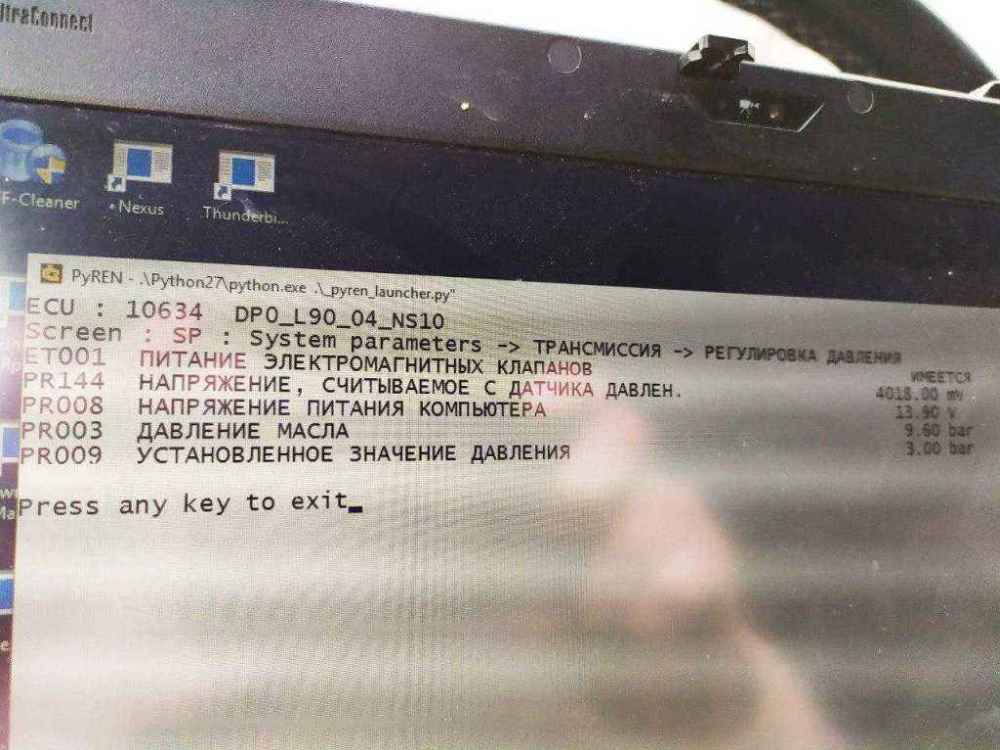 ltraConnect
F-Cleaner
Nexus
Thunderbi...
PyREN - .\Python27\python.exe .\_pyren_launcher.py"
ECU : 10634 DP0_L90_04_NS10
Screen : SP : System parameters -> ТРАНСМИССИЯ -> РЕГУЛИРОВКА ДАВЛЕНИЯ
ET001 ПИТАНИЕ ЭЛЕКТРОМАГНИТНЫХ КЛАПАНОВ ИМЕЕТСЯ
PR144 НАПРЯЖЕНИЕ, СЧИТЫВАЕМОЕ С ДАТЧИКА ДАВЛЕН. 4018.00 mv
PR008 НАПРЯЖЕНИЕ ПИТАНИЯ КОМПЬЮТЕРА 13.90 v
PR003 ДАВЛЕНИЕ МАСЛА 9.60 bar
PR009 УСТАНОВЛЕННОЕ ЗНАЧЕНИЕ ДАВЛЕНИЯ 3.00 bar
Press any key to exit_